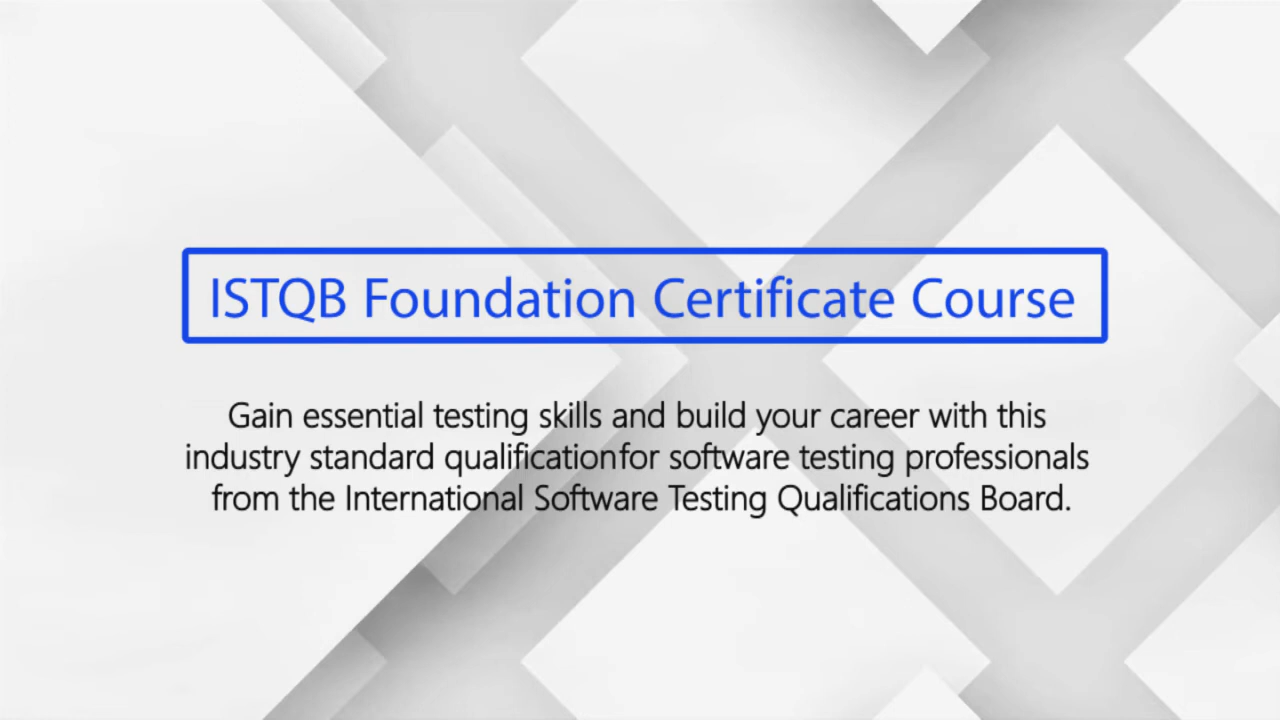 ISTQB Foundation Certificate Course
Gain essential testing skills and build your career with this
industry standard qualificationfor software testing professionals
from the International Software Testing Qualifications Board.